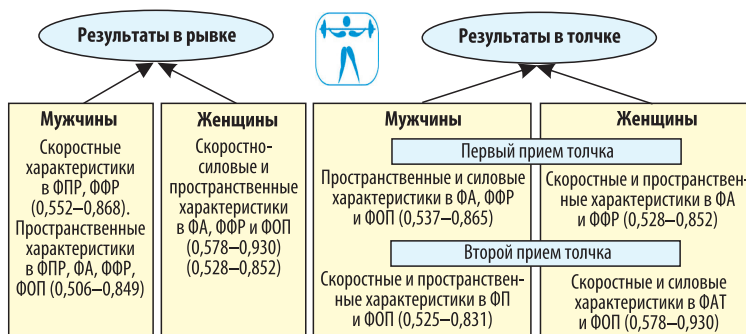 Результаты в рывке
Результаты в толчке
Мужчины
Скоростные
характеристики
в ФПР, ФФР
(0,552–0,868).
Пространственные
характеристики
в ФПР, ФА, ФФР,
ФОП (0,506–0,849)
Женщины
Скоростно-
силовые и
пространственные
характеристики
в ФА, ФФР и ФОП
(0,578–0,930)
(0,528–0,852)
Мужчины
Женщины
Первый прием толчка
Пространственные и силовые
характеристики в ФА, ФФР
и ФОП (0,537–0,865)
Скоростные и пространствен-
ные характеристики в ФА
и ФФР (0,528–0,852)
Второй прием толчка
Скоростные и пространствен-
ные характеристики в ФП
и ФОП (0,525–0,831)
Скоростные и силовые
характеристики в ФАТ
и ФОП (0,578–0,930)